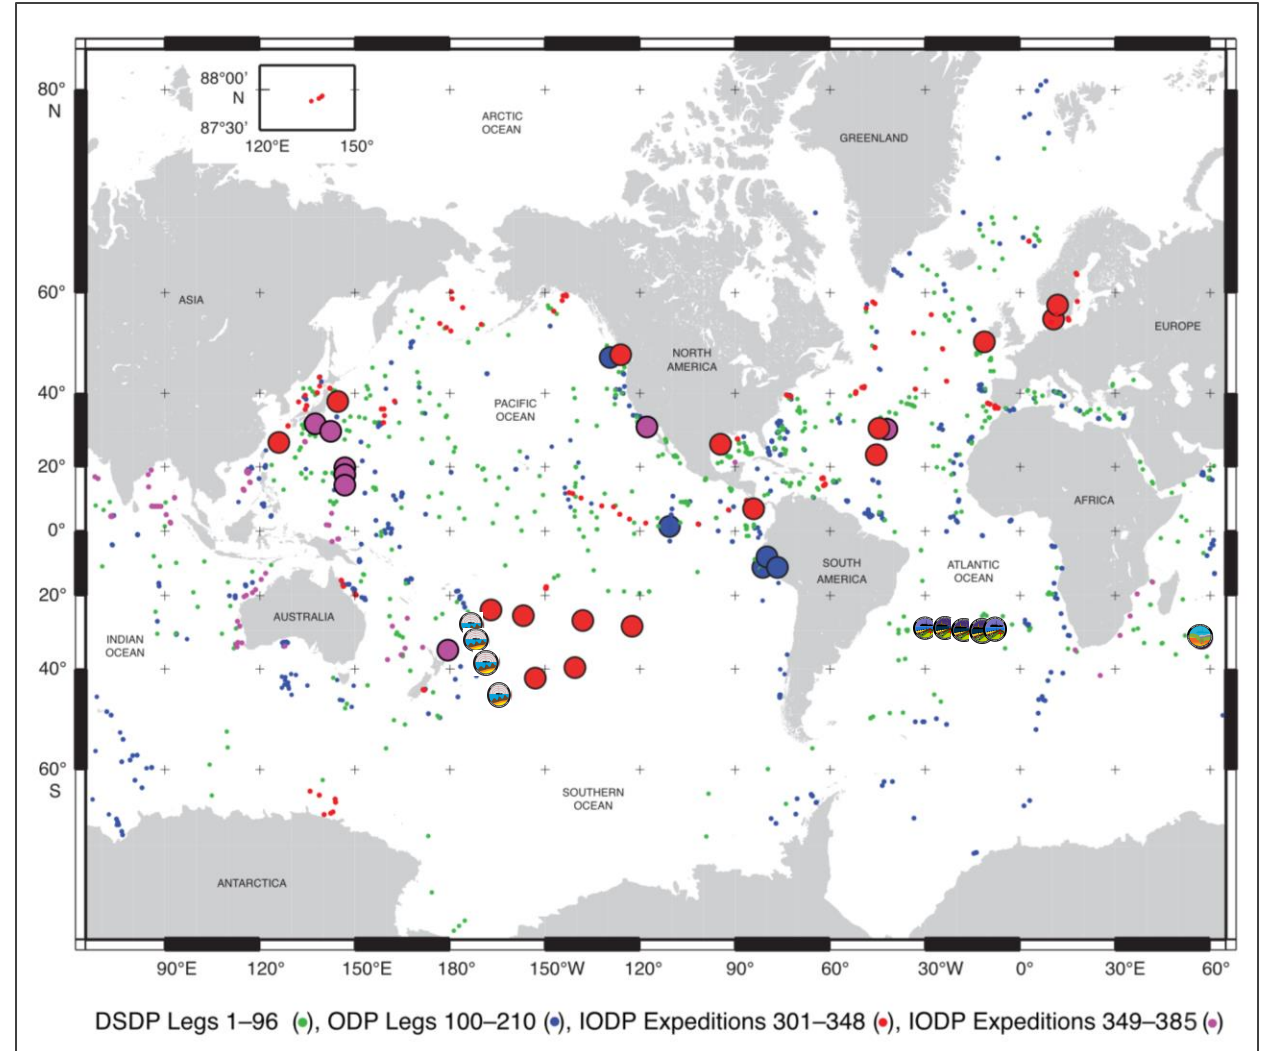 80°
N
88°00'
N
87°30'
120°E 150°
ARCTIC
OCEAN
GREENLAND
60°
ASIA
EUROPE
NORTH
AMERICA
40°
PACIFIC
OCEAN
20°
AFRICA
0°
SOUTH
AMERICA
ATLANTIC
OCEAN
20°
AUSTRALIA
INDIAN
OCEAN
40°
60°
S
SOUTHERN
OCEAN
ANTARCTICA
90°E 120° 150°E 180° 150°W 120° 90° 60° 30°W 0° 30°E 60°
DSDP Legs 1–96 (•), ODP Legs 100–210 (•), IODP Expeditions 301–348 (•), IODP Expeditions 349–385 (•)